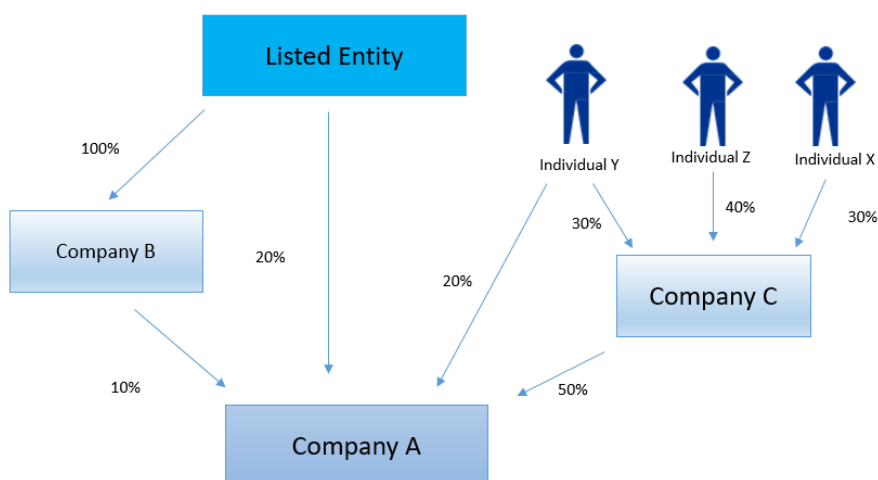 Listed Entity
Individual Y
Individual Z
Individual X
100%
20%
20%
30%
40%
30%
Company B
Company C
10%
50%
Company A